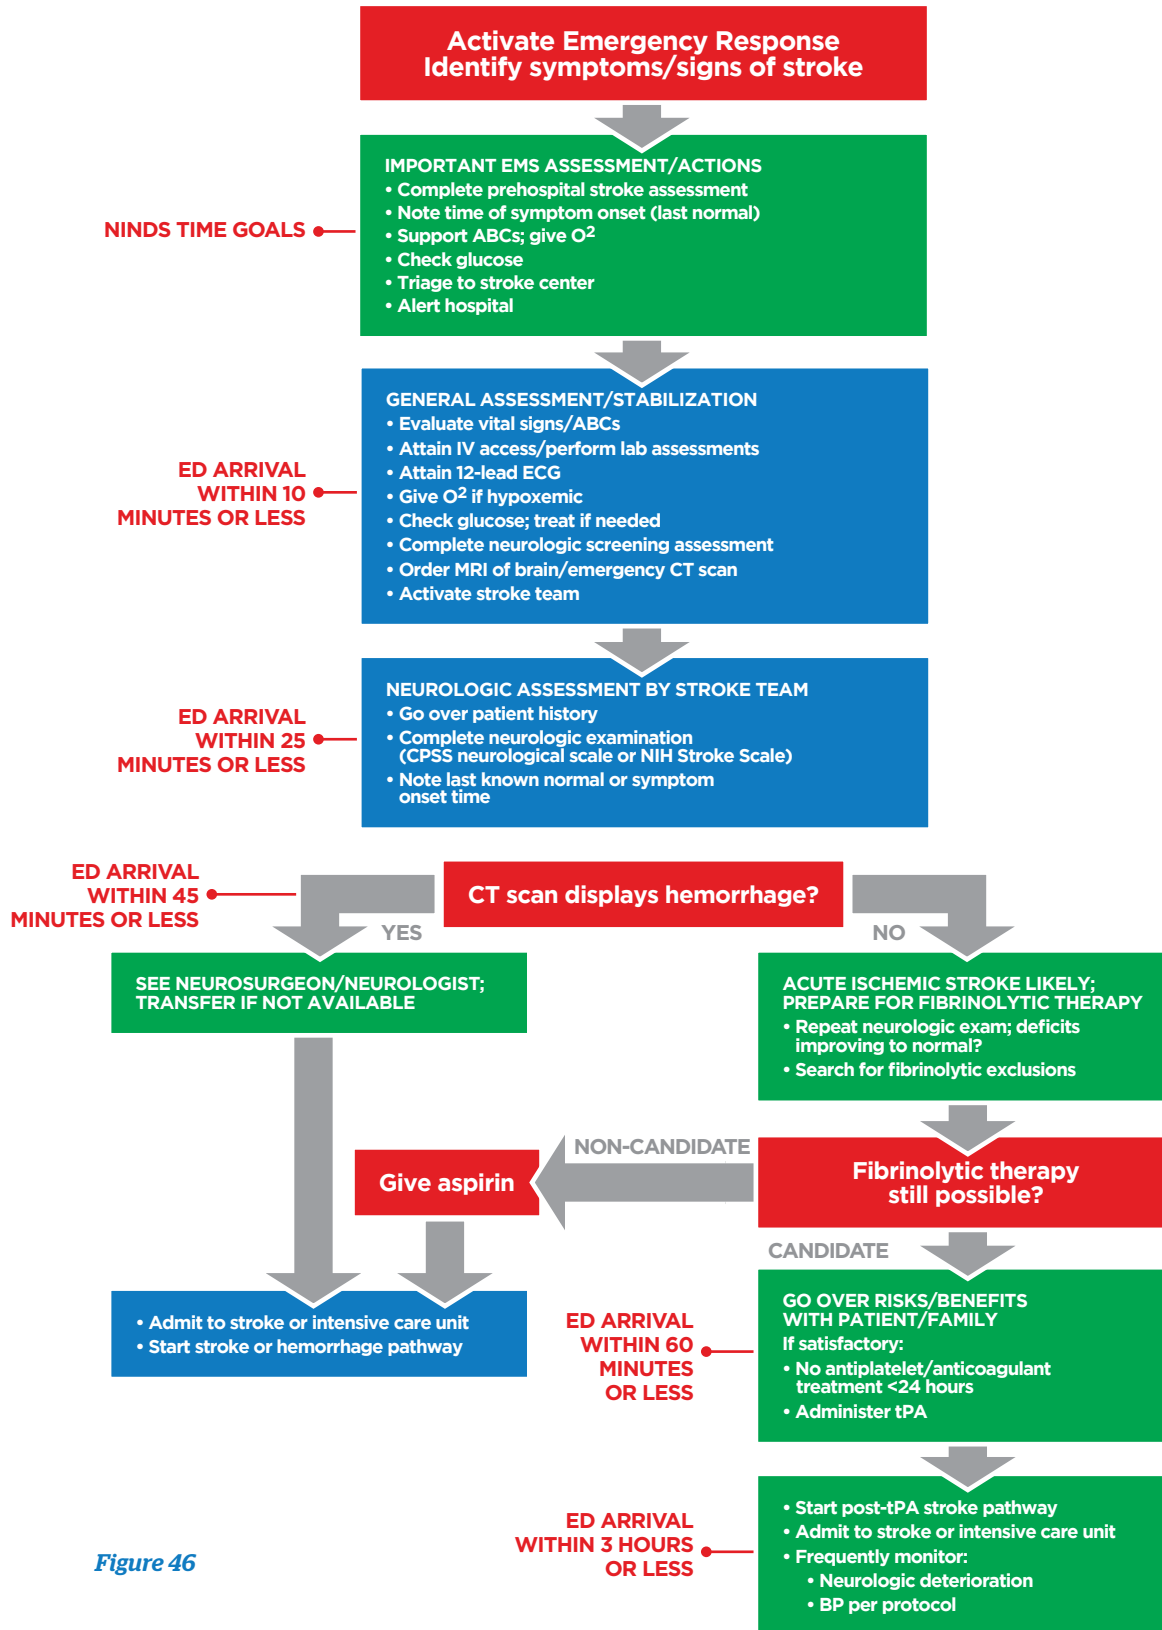 Activate Emergency Response
Identify symptoms/signs of stroke
IMPORTANT EMS ASSESSMENT/ACTIONS
• Complete prehospital stroke assessment
• Note time of symptom onset (last normal)
• Support ABCs; give O2
• Check glucose
• Triage to stroke center
• Alert hospital
NINDS TIME GOALS
GENERAL ASSESSMENT/STABILIZATION
• Evaluate vital signs/ABCs
• Attain IV access/perform lab assessments
• Attain 12-lead ECG
• Give O2 if hypoxemic
• Check glucose; treat if needed
• Complete neurologic screening assessment
• Order MRI of brain/emergency CT scan
• Activate stroke team
ED ARRIVAL
WITHIN 10
MINUTES OR LESS
NEUROLOGIC ASSESSMENT BY STROKE TEAM
• Go over patient history
• Complete neurologic examination
(CPSS neurological scale or NIH Stroke Scale)
• Note last known normal or symptom
onset time
ED ARRIVAL
WITHIN 25
MINUTES OR LESS
ED ARRIVAL
WITHIN 45
MINUTES OR LESS
CT scan displays hemorrhage?
YES
NO
SEE NEUROSURGEON/NEUROLOGIST;
TRANSFER IF NOT AVAILABLE
ACUTE ISCHEMIC STROKE LIKELY;
PREPARE FOR FIBRINOLYTIC THERAPY
• Repeat neurologic exam; deficits
improving to normal?
• Search for fibrinolytic exclusions
NON-CANDIDATE
Give aspirin
Fibrinolytic therapy
still possible?
CANDIDATE
• Admit to stroke or intensive care unit
• Start stroke or hemorrhage pathway
ED ARRIVAL
WITHIN 60
MINUTES
OR LESS
GO OVER RISKS/BENEFITS
WITH PATIENT/FAMILY
If satisfactory:
• No antiplatelet/anticoagulant
treatment <24 hours
• Administer tPA
ED ARRIVAL
WITHIN 3 HOURS
OR LESS
• Start post-tPA stroke pathway
• Admit to stroke or intensive care unit
• Frequently monitor:
• Neurologic deterioration
• BP per protocol
Figure 46